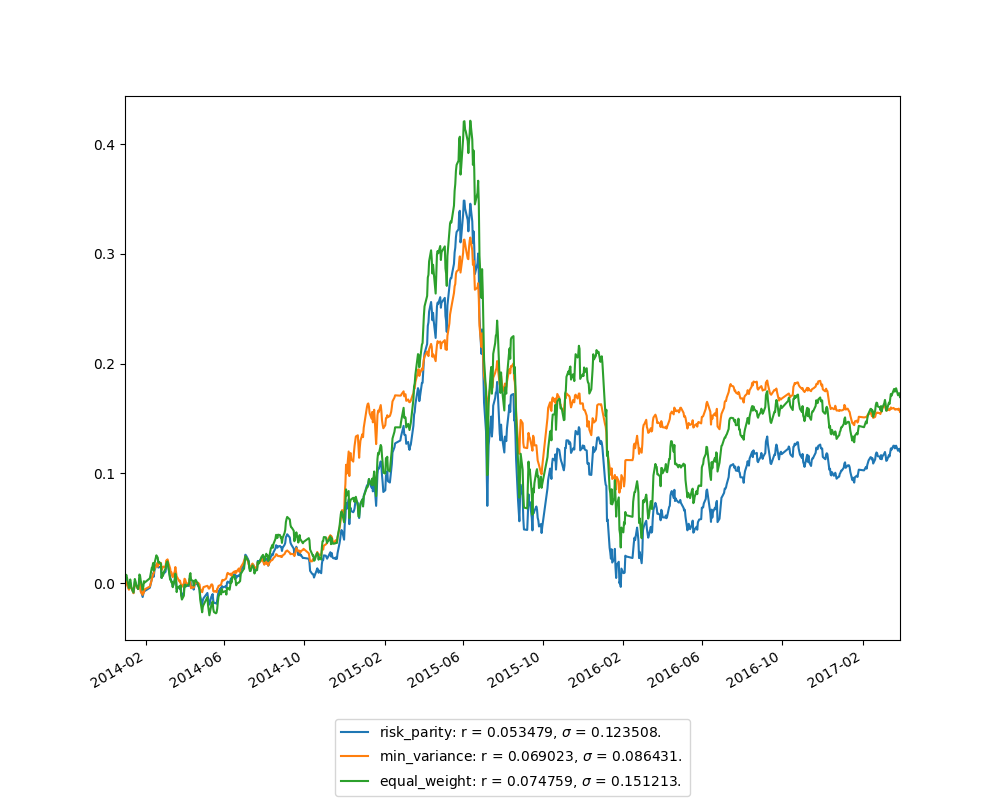 0.4
0.3
0.2
0.1
0.0
2014-02 2014-06 2014-10 2015-02 2015-06 2015-10 2016-02 2016-06 2016-10 2017-02
risk_parity: r = 0.053479, σ = 0.123508.
min_variance: r = 0.069023, σ = 0.086431.
equal_weight: r = 0.074759, σ = 0.151213.